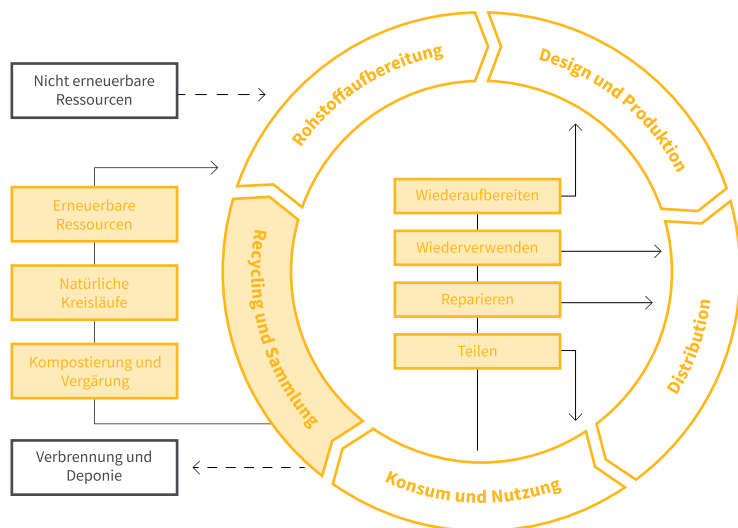 Nicht erneuerbare
Ressourcen
Erneuerbare
Ressourcen
Natürliche
Kreisläufe
Kompostierung und
Vergärung
Verbrennung und
Deponie
Rohstoffaufbereitung
Design und Produktion
Distribution
Konsum und Nutzung
Recycling und Sammlung
Wiederaufbereiten
Wiederverwenden
Reparieren
Teilen